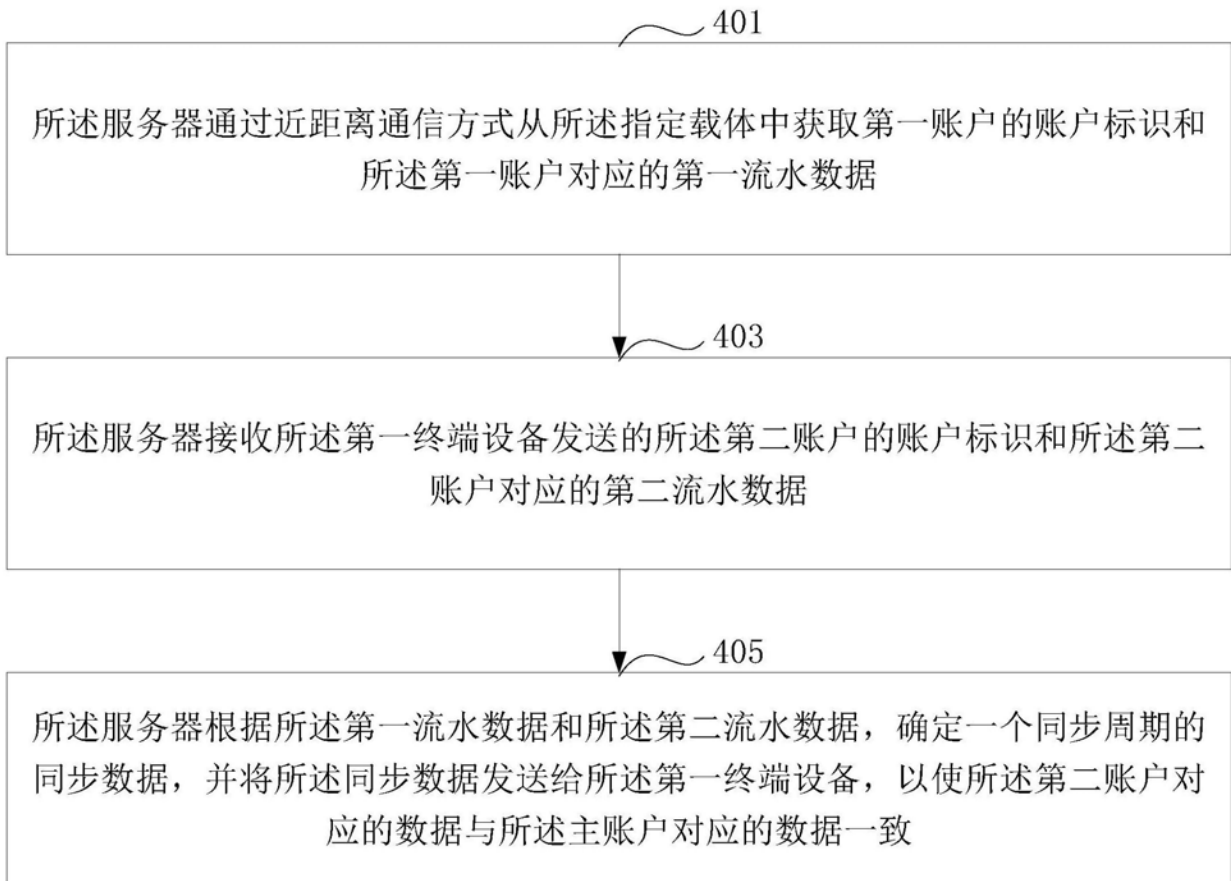 401
所述服务器通过近距离通信方式从所述指定载体中获取第一账户的账户标识和
所述第一账户对应的第一流水数据
403
所述服务器接收所述第一终端设备发送的所述第二账户的账户标识和所述第二
账户对应的第二流水数据
405
所述服务器根据所述第一流水数据和所述第二流水数据，确定一个同步周期的
同步数据，并将所述同步数据发送给所述第一终端设备，以使所述第二账户对
应的数据与所述主账户对应的数据一致